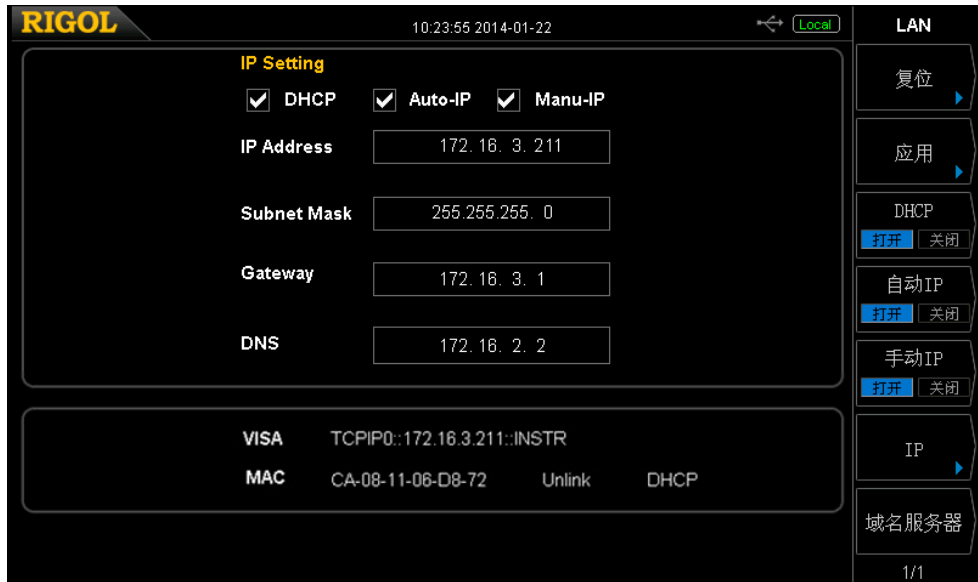 RIGOL
10:23:55 2014-01-22
Local
IP Setting
DHCP Auto-IP Manu-IP
IP Address 172. 16. 3. 211
Subnet Mask 255.255.255. 0
Gateway 172. 16. 3. 1
DNS 172. 16. 2. 2
VISA TCPIP0::172.16.3.211::INSTR
MAC CA-08-11-06-D8-72 Unlink DHCP
LAN
复位
应用
DHCP
打开 关闭
自动IP
打开 关闭
手动IP
打开 关闭
IP
域名服务器
1/1